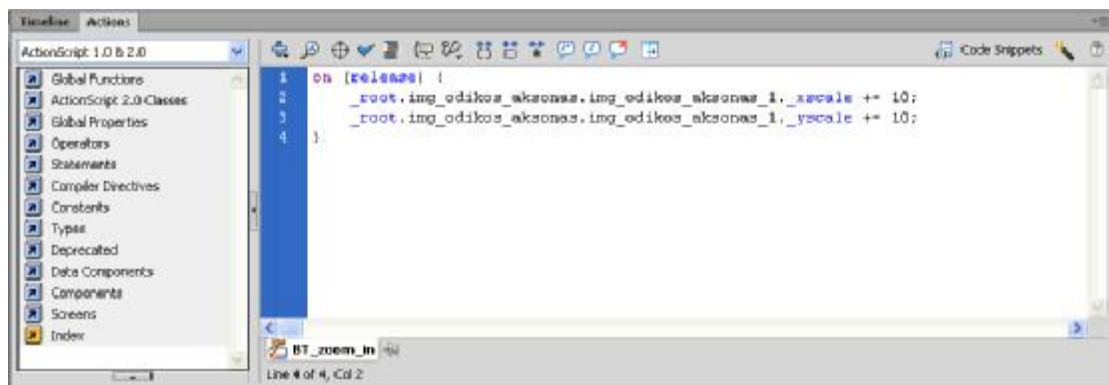 Timeline Actions
ActionScript 1.0 & 2.0
Code Snippets
Global Functions
ActionScript 2.0 Classes
Global Properties
Operators
Statements
Compiler Directives
Constants
Types
Deprecated
Data Components
Components
Screens
Index
1 on (release) {
2 _root.img_odikos_aksonas.img_odikos_aksonas_1._xscale += 10;
3 _root.img_odikos_aksonas.img_odikos_aksonas_1._yscale += 10;
4 }
BT_zoom_in
Line 4 of 4, Col 2